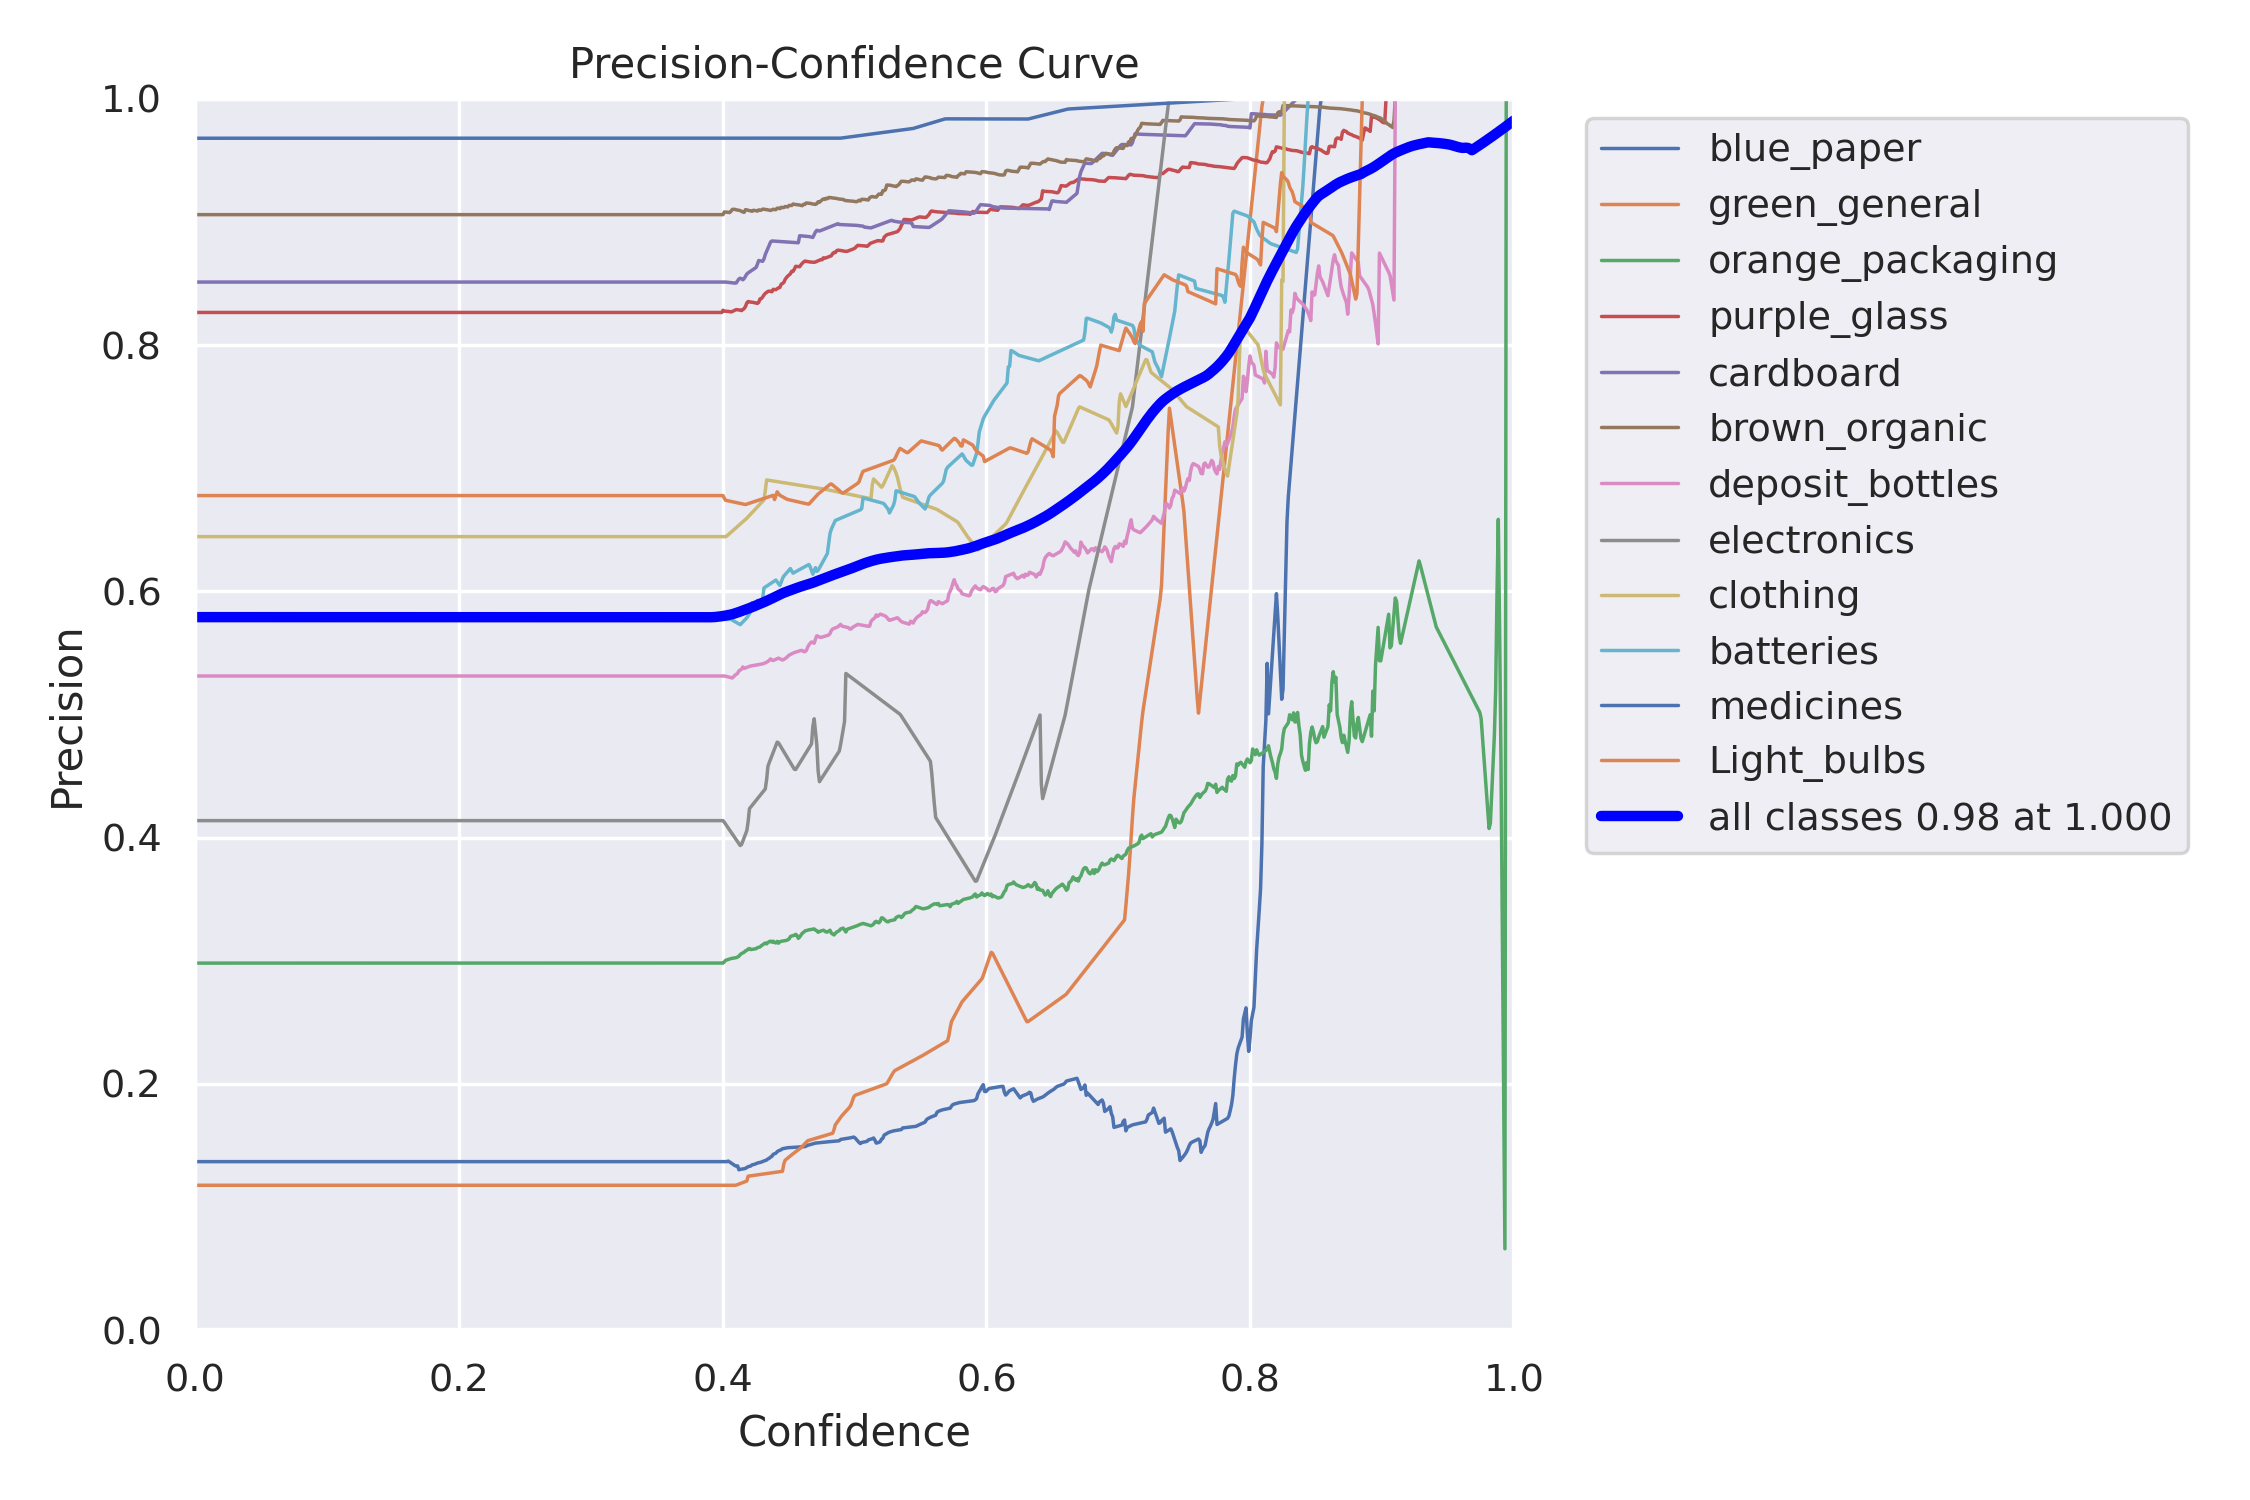 Precision-Confidence Curve
1.0
0.8
0.6
0.4
0.2
0.0
Precision
0.0 0.2 0.4 0.6 0.8 1.0
Confidence
blue_paper
green_general
orange_packaging
purple_glass
cardboard
brown_organic
deposit_bottles
electronics
clothing
batteries
medicines
Light_bulbs
all classes 0.98 at 1.000